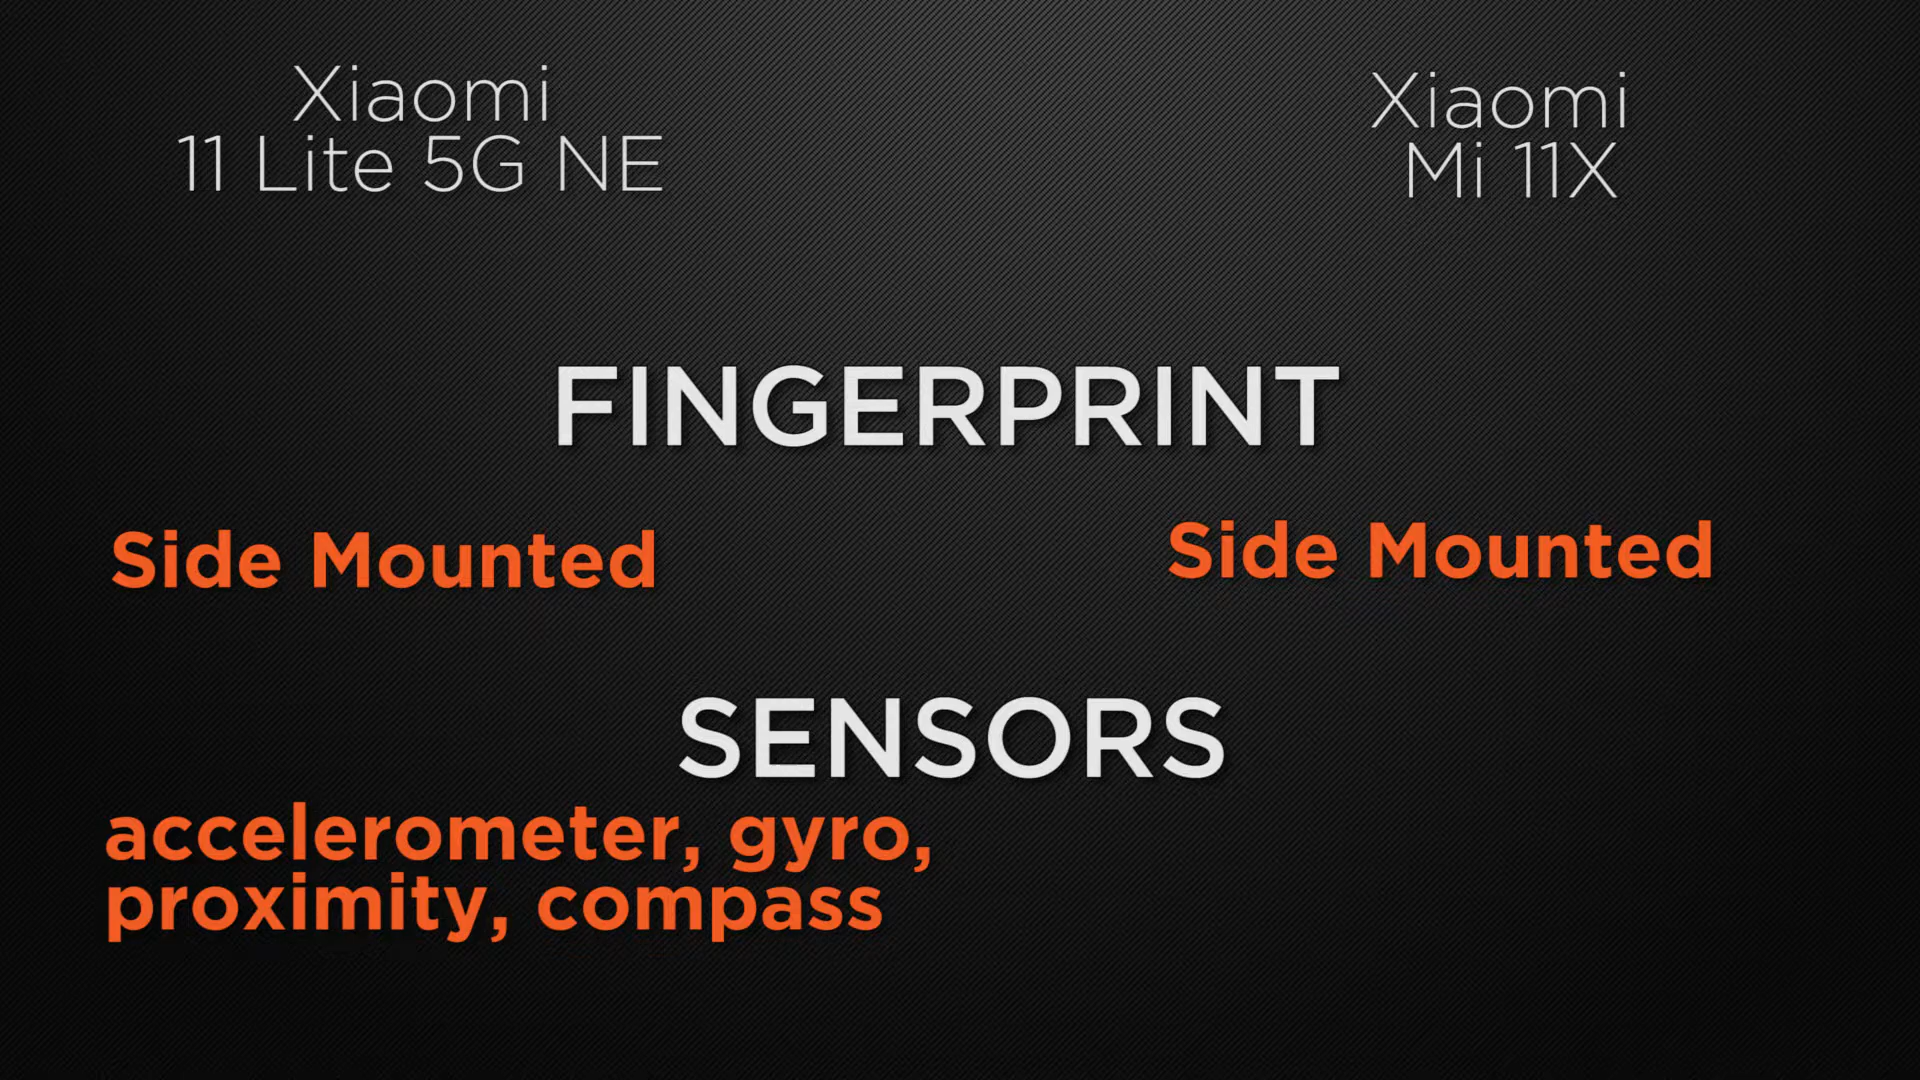 Xiaomi
11 Lite 5G NE
Xiaomi
Mi 11X
FINGERPRINT
Side Mounted
Side Mounted
SENSORS
accelerometer, gyro,
proximity, compass